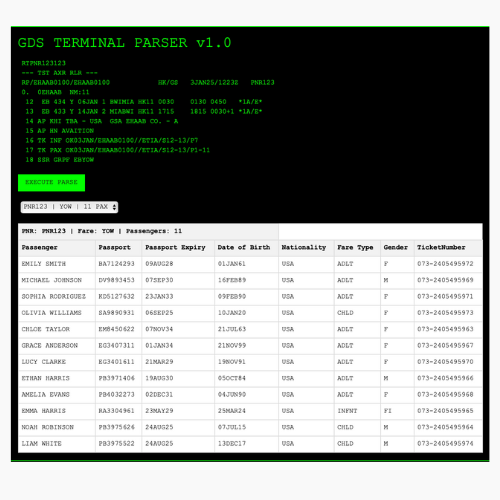 GDS TERMINAL PARSER v1.0
RTPNR123123
--- TST AXR RLR ---
RP/EHAAB0100/EHAAB0100 HK/GS 3JAN25/1223Z PNR123
0. 0EHAAB NM:11
12 EB 434 Y 06JAN 1 BWIMIA HK11 0030 0130 0450 *1A/E*
13 EB 433 Y 14JAN 2 MIABWI HK11 1715 1815 0030+1 *1A/E*
14 AP KHI TBA - USA GSA EHAAB CO. - A
15 AP HN AVAITION
16 TK INF OK03JAN/EHAAB0100//ETIA/S12-13/P7
17 TK PAX OK03JAN/EHAAB0100//ETIA/S12-13/P1-11
18 SSR GRPF EBYOW
EXECUTE PARSE
PNR123 | YOW | 11 PAX
PNR: PNR123 | Fare: YOW | Passengers: 11
Passenger Passport Passport Expiry Date of Birth Nationality Fare Type Gender TicketNumber
EMILY SMITH BA7124293 09AUG28 01JAN61 USA ADLT F 073-2405495972
MICHAEL JOHNSON DV9893453 07SEP30 16FEB89 USA ADLT M 073-2405495969
SOPHIA RODRIGUEZ KD5127632 23JAN33 09FEB90 USA ADLT F 073-2405495971
OLIVIA WILLIAMS SA9890931 06SEP25 10JAN20 USA CHLD F 073-2405495973
CHLOE TAYLOR EM8450622 07NOV34 21JUL63 USA ADLT F 073-2405495963
GRACE ANDERSON EG3407311 01JAN34 21NOV99 USA ADLT F 073-2405495967
LUCY CLARKE EG3401611 21MAR29 19NOV91 USA ADLT F 073-2405495970
ETHAN HARRIS PB3971406 19AUG30 05OCT84 USA ADLT M 073-2405495966
AMELIA EVANS PB4032273 02DEC31 04JUN90 USA ADLT F 073-2405495968
EMMA HARRIS RA3304961 23MAY29 25MAR24 USA INFNT FI 073-2405495965
NOAH ROBINSON PB3975624 24AUG25 07JUL15 USA CHLD M 073-2405495964
LIAM WHITE PB3975522 24AUG25 13DEC17 USA CHLD M 073-2405495974